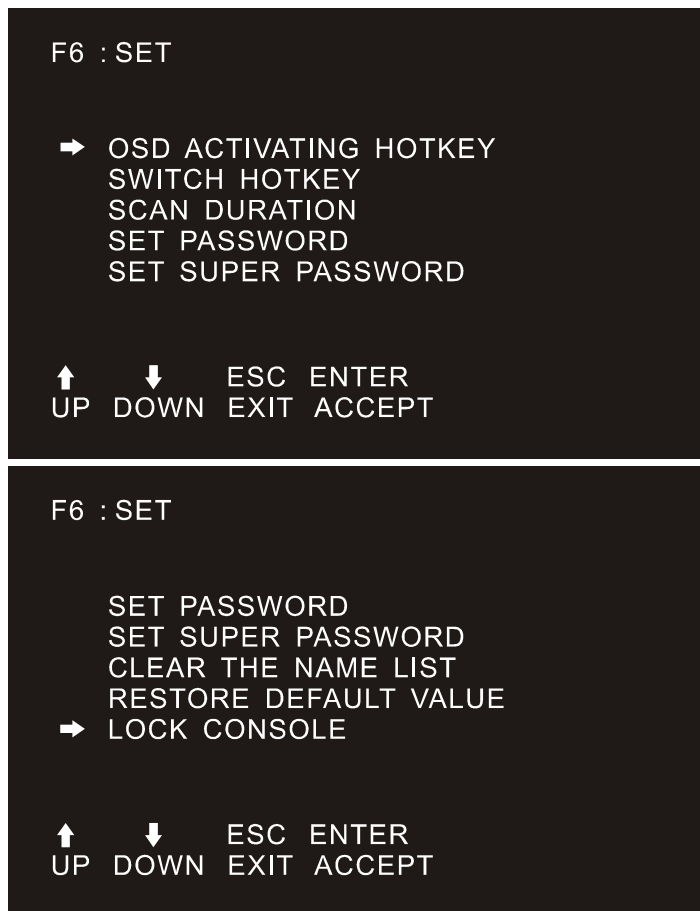 F6 : SET
➡ OSD ACTIVATING HOTKEY
SWITCH HOTKEY
SCAN DURATION
SET PASSWORD
SET SUPER PASSWORD
⬆ ⬇ ESC ENTER
UP DOWN EXIT ACCEPT
F6 : SET
SET PASSWORD
SET SUPER PASSWORD
CLEAR THE NAME LIST
RESTORE DEFAULT VALUE
➡ LOCK CONSOLE
⬆ ⬇ ESC ENTER
UP DOWN EXIT ACCEPT